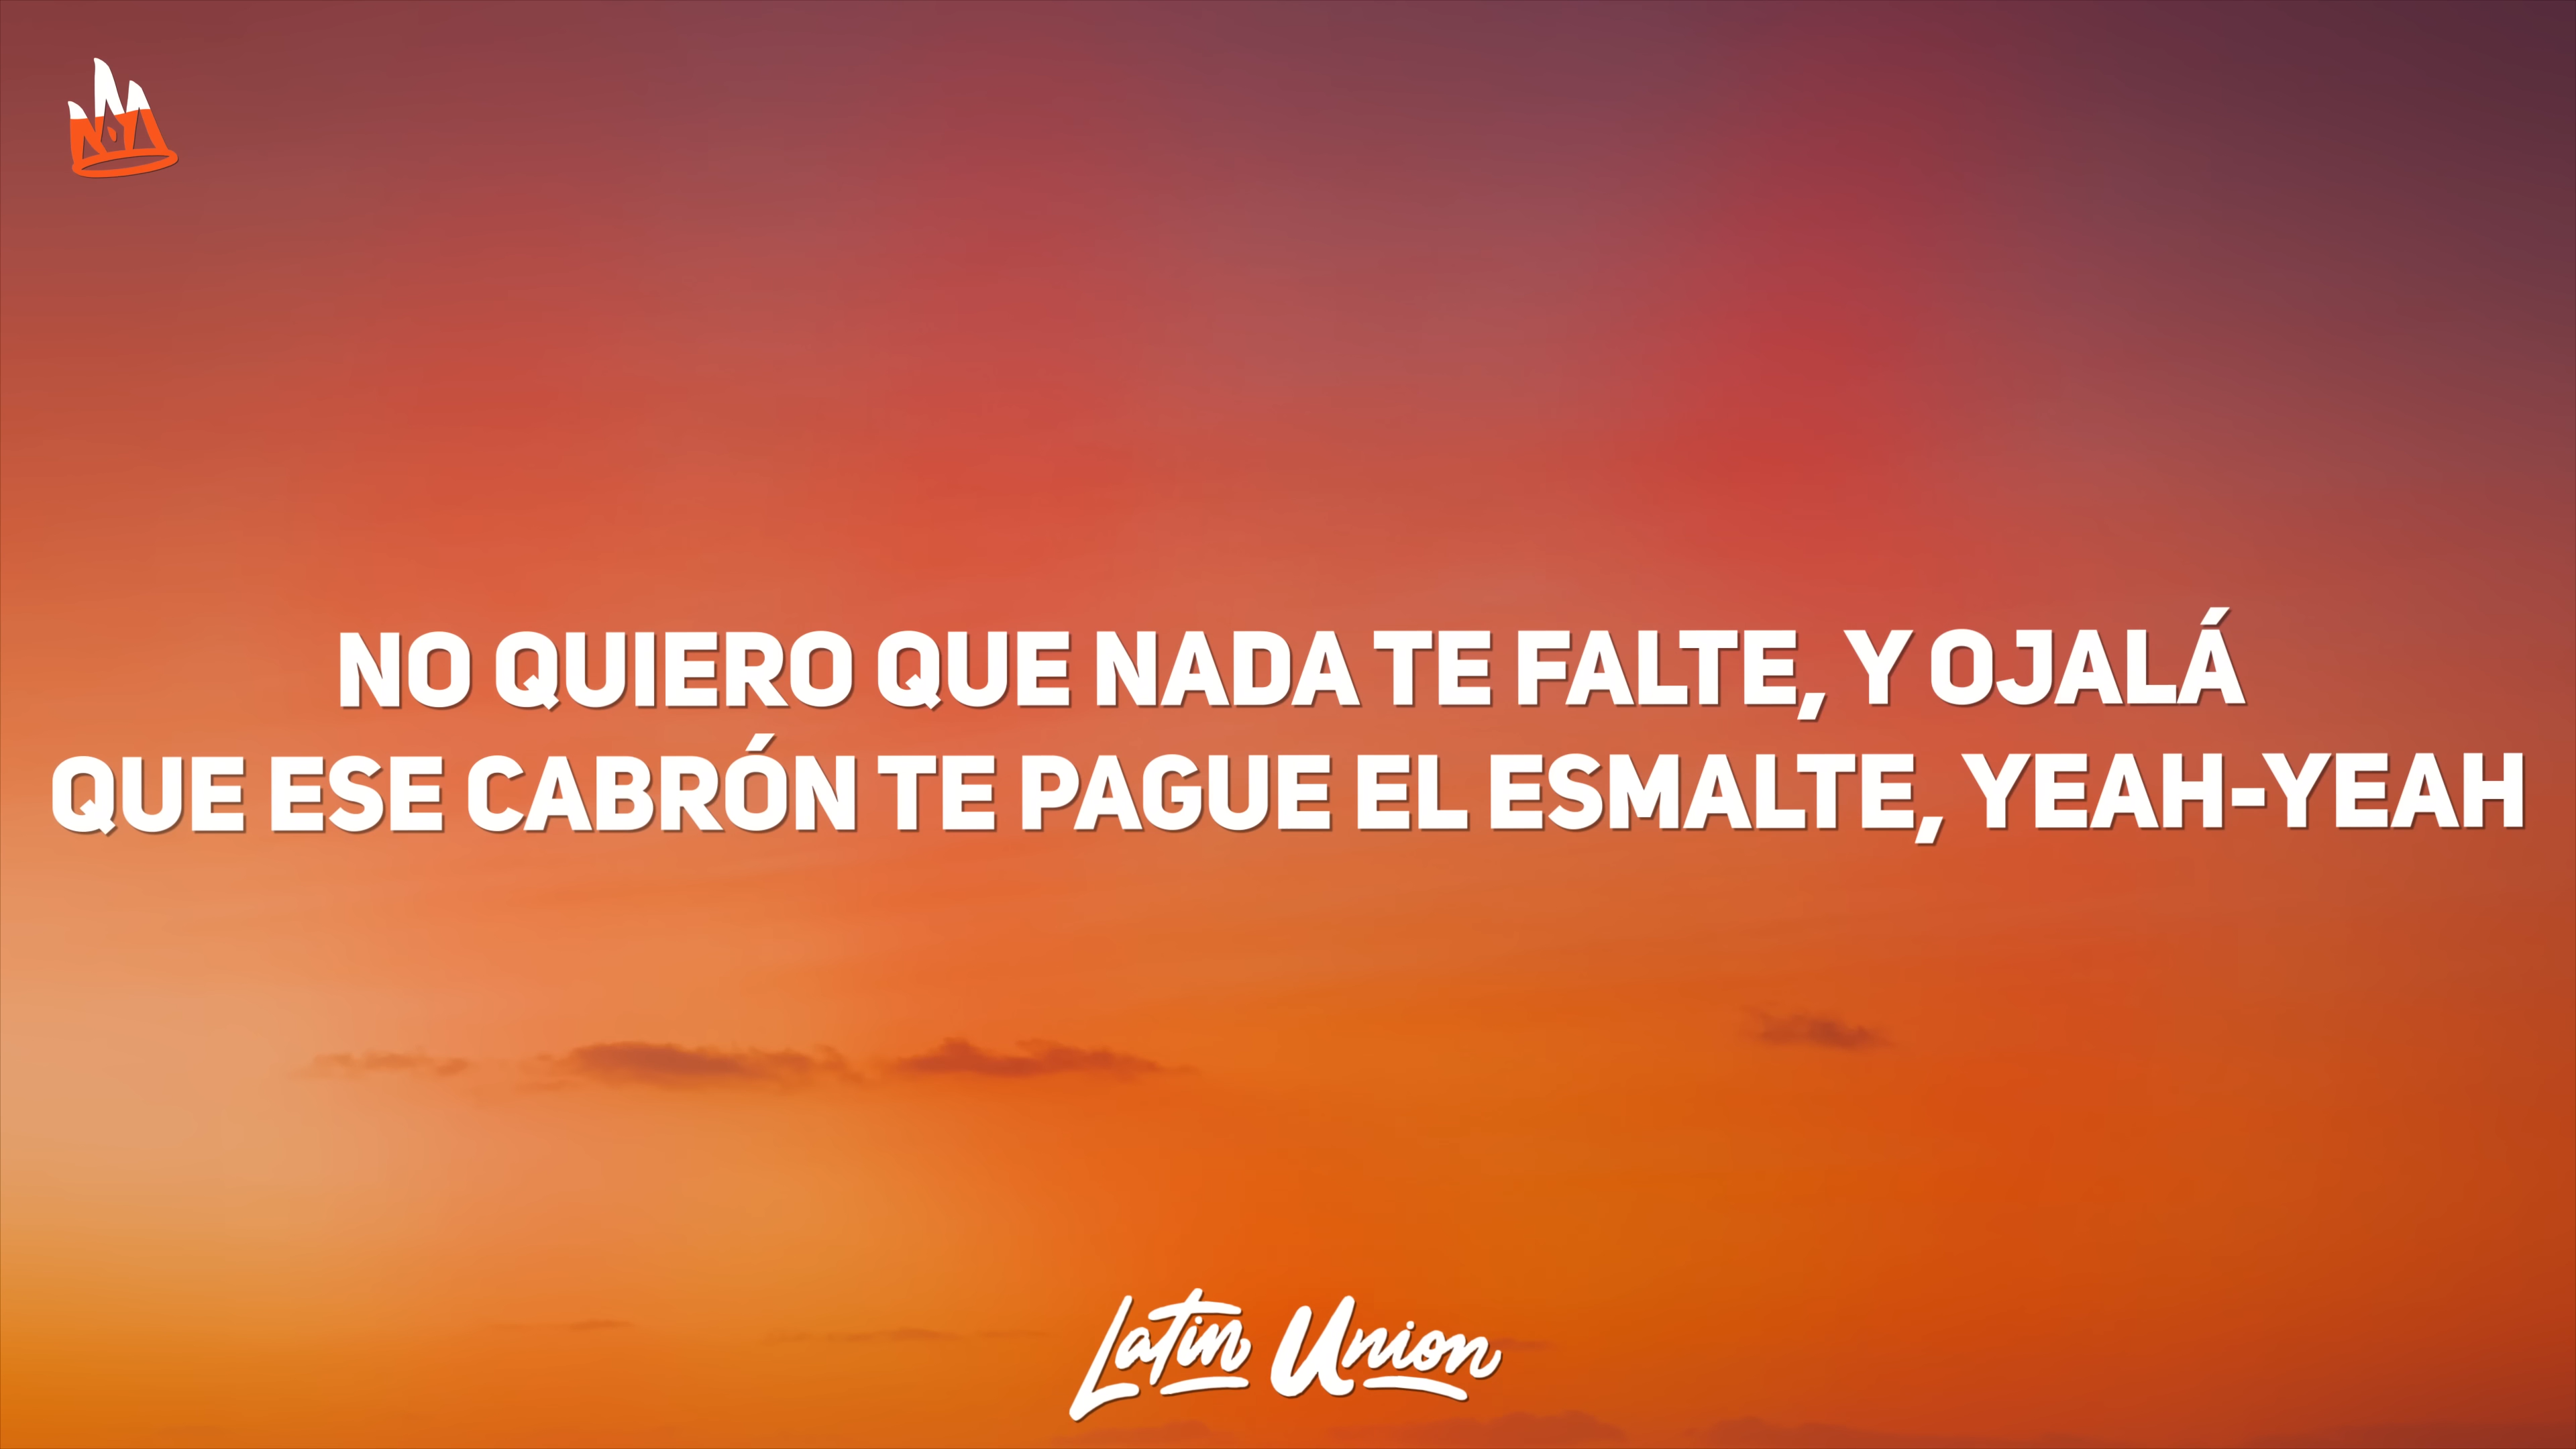 NO QUIERO QUE NADA TE FALTE, Y OJALÁ
QUE ESE CABRÓN TE PAGUE EL ESMALTE, YEAH-YEAH
Latin Union